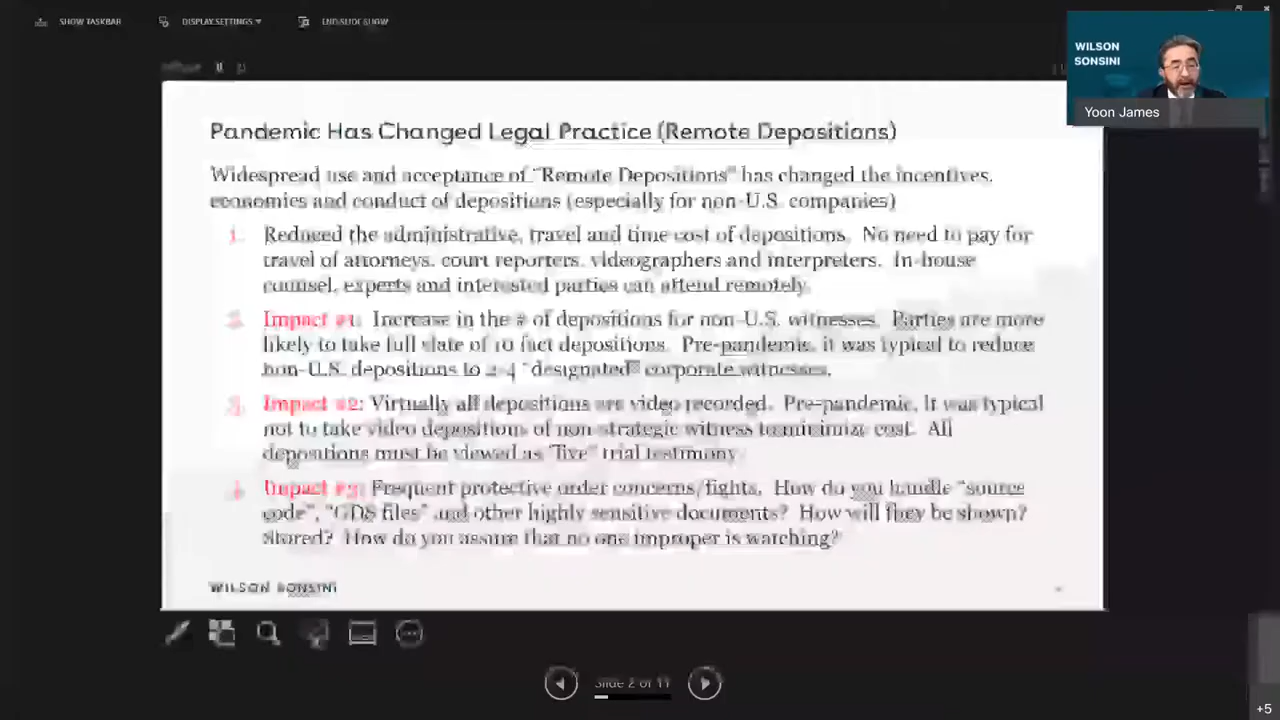 SHOW TASKBAR
DISPLAY SETTINGS
END SLIDE SHOW
WILSON
SONSINI
Yoon James
Pandemic Has Changed Legal Practice (Remote Depositions)
Widespread use and acceptance of "Remote Depositions" has changed the incentives,
economics and conduct of depositions (especially for non-U.S. companies)
1. Reduced the administrative, travel and time cost of depositions. No need to pay for
travel of attorneys, court reporters, videographers and interpreters. In-house
counsel, experts and interested parties can attend remotely.
2. Impact #1: Increase in the # of depositions for non-U.S. witnesses. Parties are more
likely to take full slate of 10 fact depositions. Pre-pandemic, it was typical to reduce
non-U.S. depositions to 2-4 "designated" corporate witnesses.
3. Impact #2: Virtually all depositions are video recorded. Pre-pandemic, it was typical
not to take video depositions of non-strategic witness to minimize cost. All
depositions must be viewed as "live" trial testimony.
4. Impact #3: Frequent protective order concerns/fights. How do you handle "source
code", "GDS files" and other highly sensitive documents? How will they be shown?
Stored? How do you assure that no one improper is watching?
WILSON SONSINI
Slide 2 of 11
+5